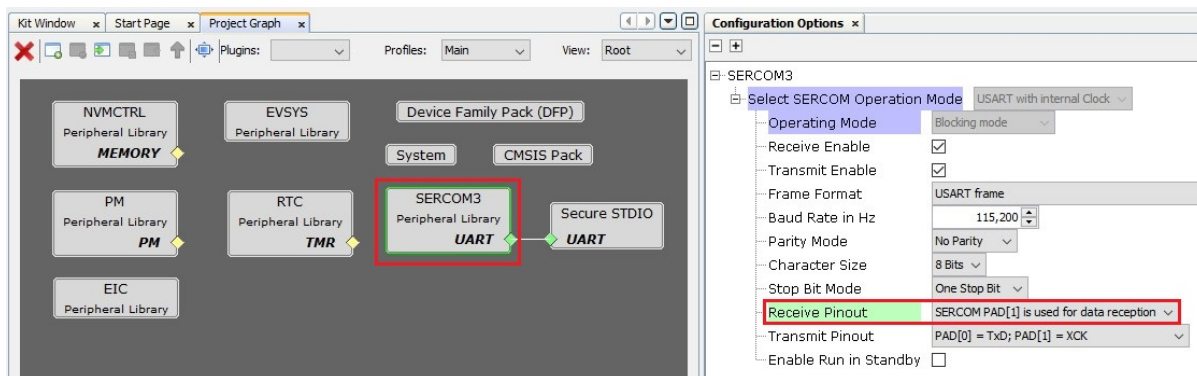 Kit Window x Start Page x Project Graph x
Plugins: Profiles: Main View: Root
NVMCTRL
Peripheral Library
MEMORY
EVSYS
Peripheral Library
Device Family Pack (DFP)
System CMSIS Pack
PM
Peripheral Library
PM
RTC
Peripheral Library
TMR
SERCOM3
Peripheral Library
UART
Secure STDIO
UART
EIC
Peripheral Library
Configuration Options x
SERCOM3
Select SERCOM Operation Mode USART with internal Clock
Operating Mode Blocking mode
Receive Enable
Transmit Enable
Frame Format USART frame
Baud Rate in Hz 115,200
Parity Mode No Parity
Character Size 8 Bits
Stop Bit Mode One Stop Bit
Receive Pinout SERCOM PAD[1] is used for data reception
Transmit Pinout PAD[0] = TxD; PAD[1] = XCK
Enable Run in Standby